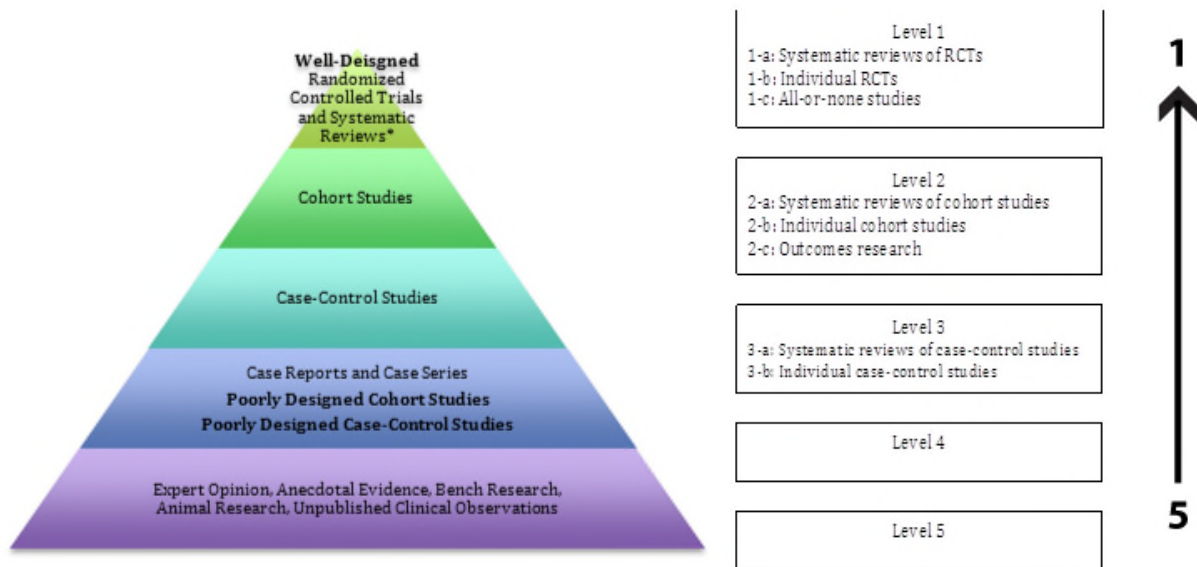 Well-Deisgned
Randomized
Controlled Trials
and Systematic
Reviews*
Cohort Studies
Case-Control Studies
Case Reports and Case Series
Poorly Designed Cohort Studies
Poorly Designed Case-Control Studies
Expert Opinion, Anecdotal Evidence, Bench Research,
Animal Research, Unpublished Clinical Observations
Level 1
1-a: Systematic reviews of RCTs
1-b: Individual RCTs
1-c: All-or-none studies
Level 2
2-a: Systematic reviews of cohort studies
2-b: Individual cohort studies
2-c: Outcomes research
Level 3
3-a: Systematic reviews of case-control studies
3-b: Individual case-control studies
Level 4
Level 5
1
5